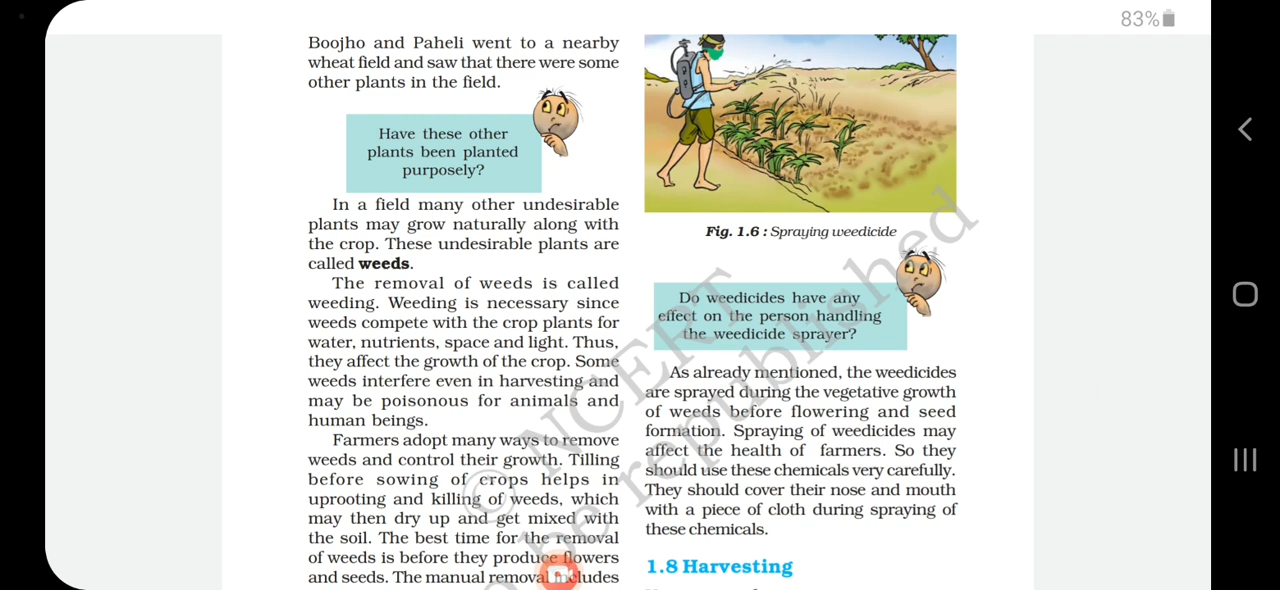 83%
Boojho and Paheli went to a nearby
wheat field and saw that there were some
other plants in the field.
Have these other
plants been planted
purposely?
In a field many other undesirable
plants may grow naturally along with
the crop. These undesirable plants are
called weeds.
The removal of weeds is called
weeding. Weeding is necessary since
weeds compete with the crop plants for
water, nutrients, space and light. Thus,
they affect the growth of the crop. Some
weeds interfere even in harvesting and
may be poisonous for animals and
human beings.
Farmers adopt many ways to remove
weeds and control their growth. Tilling
before sowing of crops helps in
uprooting and killing of weeds, which
may then dry up and get mixed with
the soil. The best time for the removal
of weeds is before they produce flowers
and seeds. The manual removal includes
Fig. 1.6 : Spraying weedicide
Do weedicides have any
effect on the person handling
the weedicide sprayer?
As already mentioned, the weedicides
are sprayed during the vegetative growth
of weeds before flowering and seed
formation. Spraying of weedicides may
affect the health of farmers. So they
should use these chemicals very carefully.
They should cover their nose and mouth
with a piece of cloth during spraying of
these chemicals.
1.8 Harvesting
© NCERT
be republished